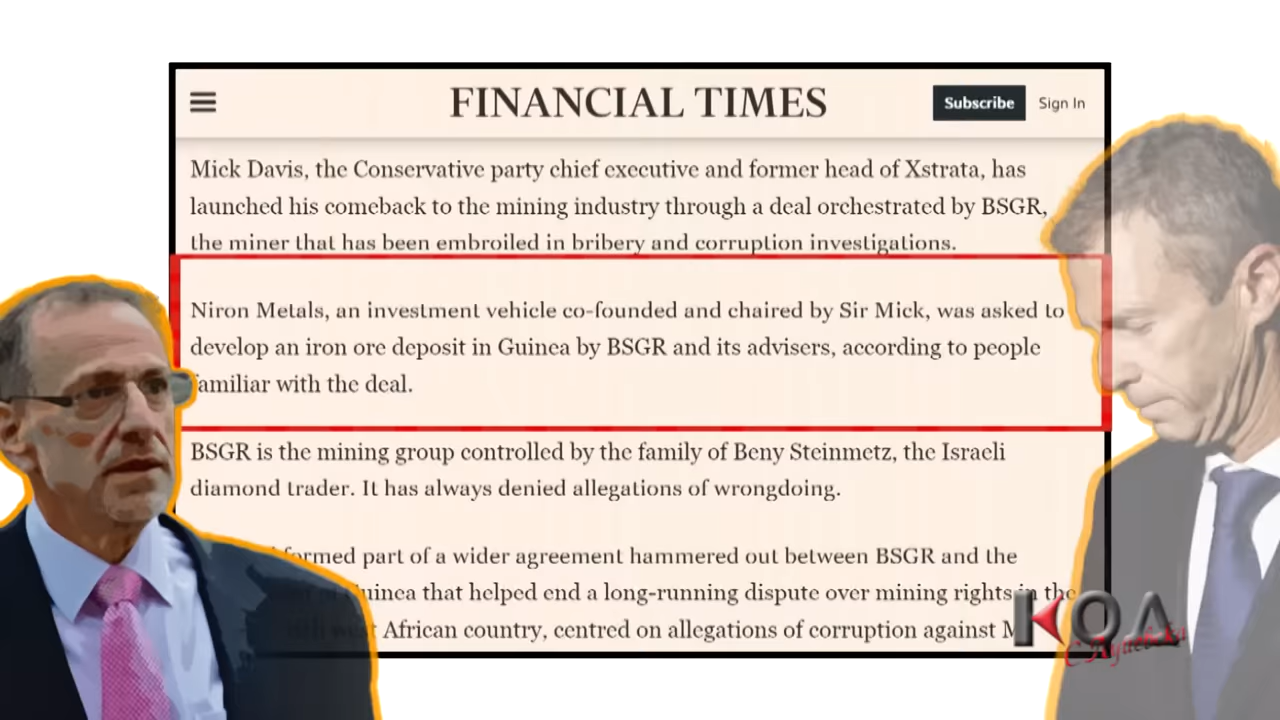 FINANCIAL TIMES
Subscribe
Sign In
Mick Davis, the Conservative party chief executive and former head of Xstrata, has
launched his comeback to the mining industry through a deal orchestrated by BSGR,
the miner that has been embroiled in bribery and corruption investigations.
Niron Metals, an investment vehicle co-founded and chaired by Sir Mick, was asked to
develop an iron ore deposit in Guinea by BSGR and its advisers, according to people
familiar with the deal.
BSGR is the mining group controlled by the family of Beny Steinmetz, the Israeli
diamond trader. It has always denied allegations of wrongdoing.
formed part of a wider agreement hammered out between BSGR and the
Guinea that helped end a long-running dispute over mining rights in the
west African country, centred on allegations of corruption against M